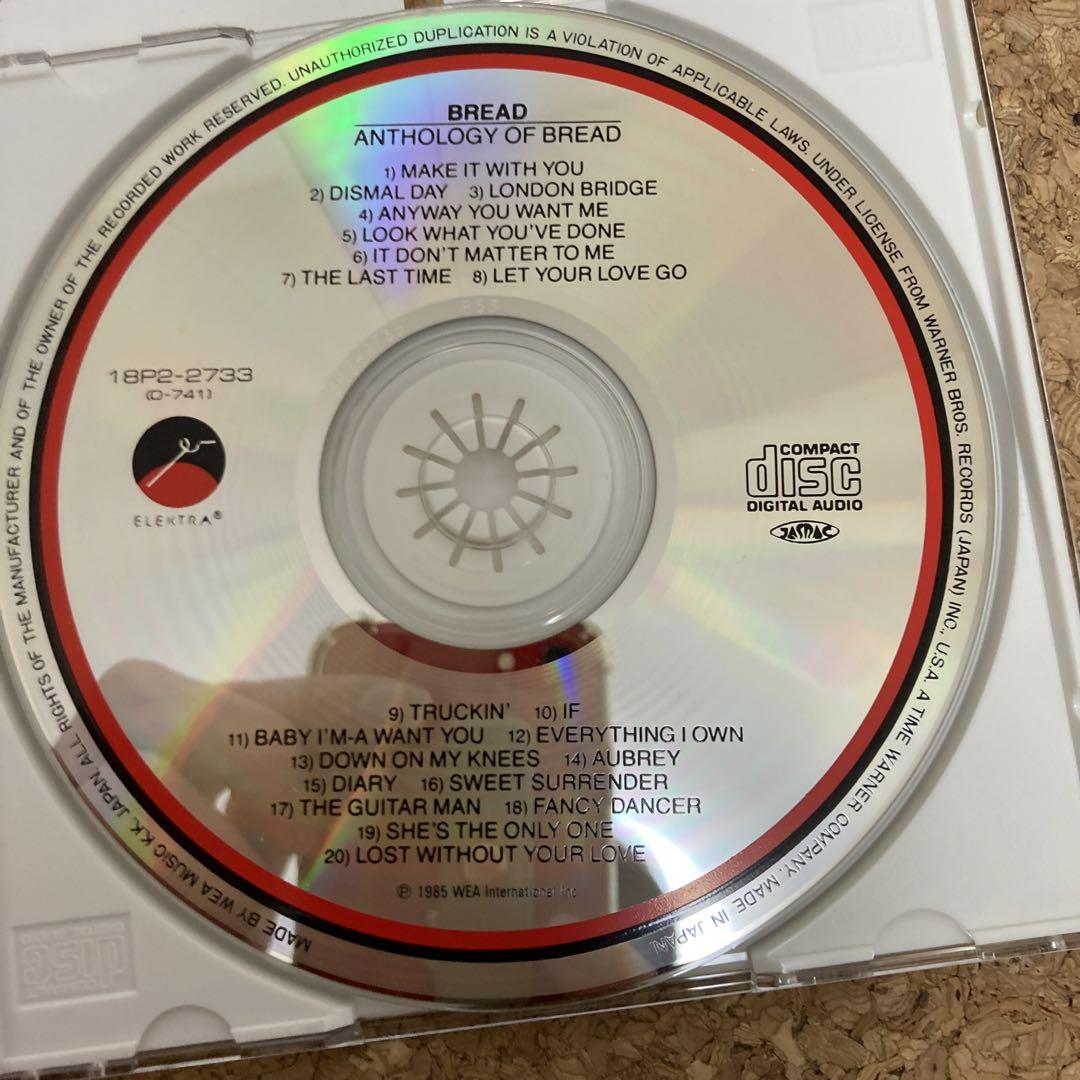 BREAD
ANTHOLOGY OF BREAD
1) MAKE IT WITH YOU
2) DISMAL DAY 3) LONDON BRIDGE
4) ANYWAY YOU WANT ME
5) LOOK WHAT YOU'VE DONE
6) IT DON'T MATTER TO ME
7) THE LAST TIME 8) LET YOUR LOVE GO
18P2-2733
(D-741)
ELEKTRA®
COMPACT
disc
DIGITAL AUDIO
JASRAC
9) TRUCKIN' 10) IF
11) BABY I'M-A WANT YOU 12) EVERYTHING I OWN
13) DOWN ON MY KNEES 14) AUBREY
15) DIARY 16) SWEET SURRENDER
17) THE GUITAR MAN 18) FANCY DANCER
19) SHE'S THE ONLY ONE
20) LOST WITHOUT YOUR LOVE
℗ 1985 WEA International Inc
MADE BY WEA MUSIC K.K. JAPAN ALL RIGHTS OF THE MANUFACTURER AND OF THE OWNER OF THE RECORDED WORK RESERVED. UNAUTHORIZED DUPLICATION IS A VIOLATION OF APPLICABLE LAWS. UNDER LICENSE FROM WARNER BROS. RECORDS (JAPAN) INC., U.S.A. A TIME WARNER COMPANY. MADE IN JAPAN
disc